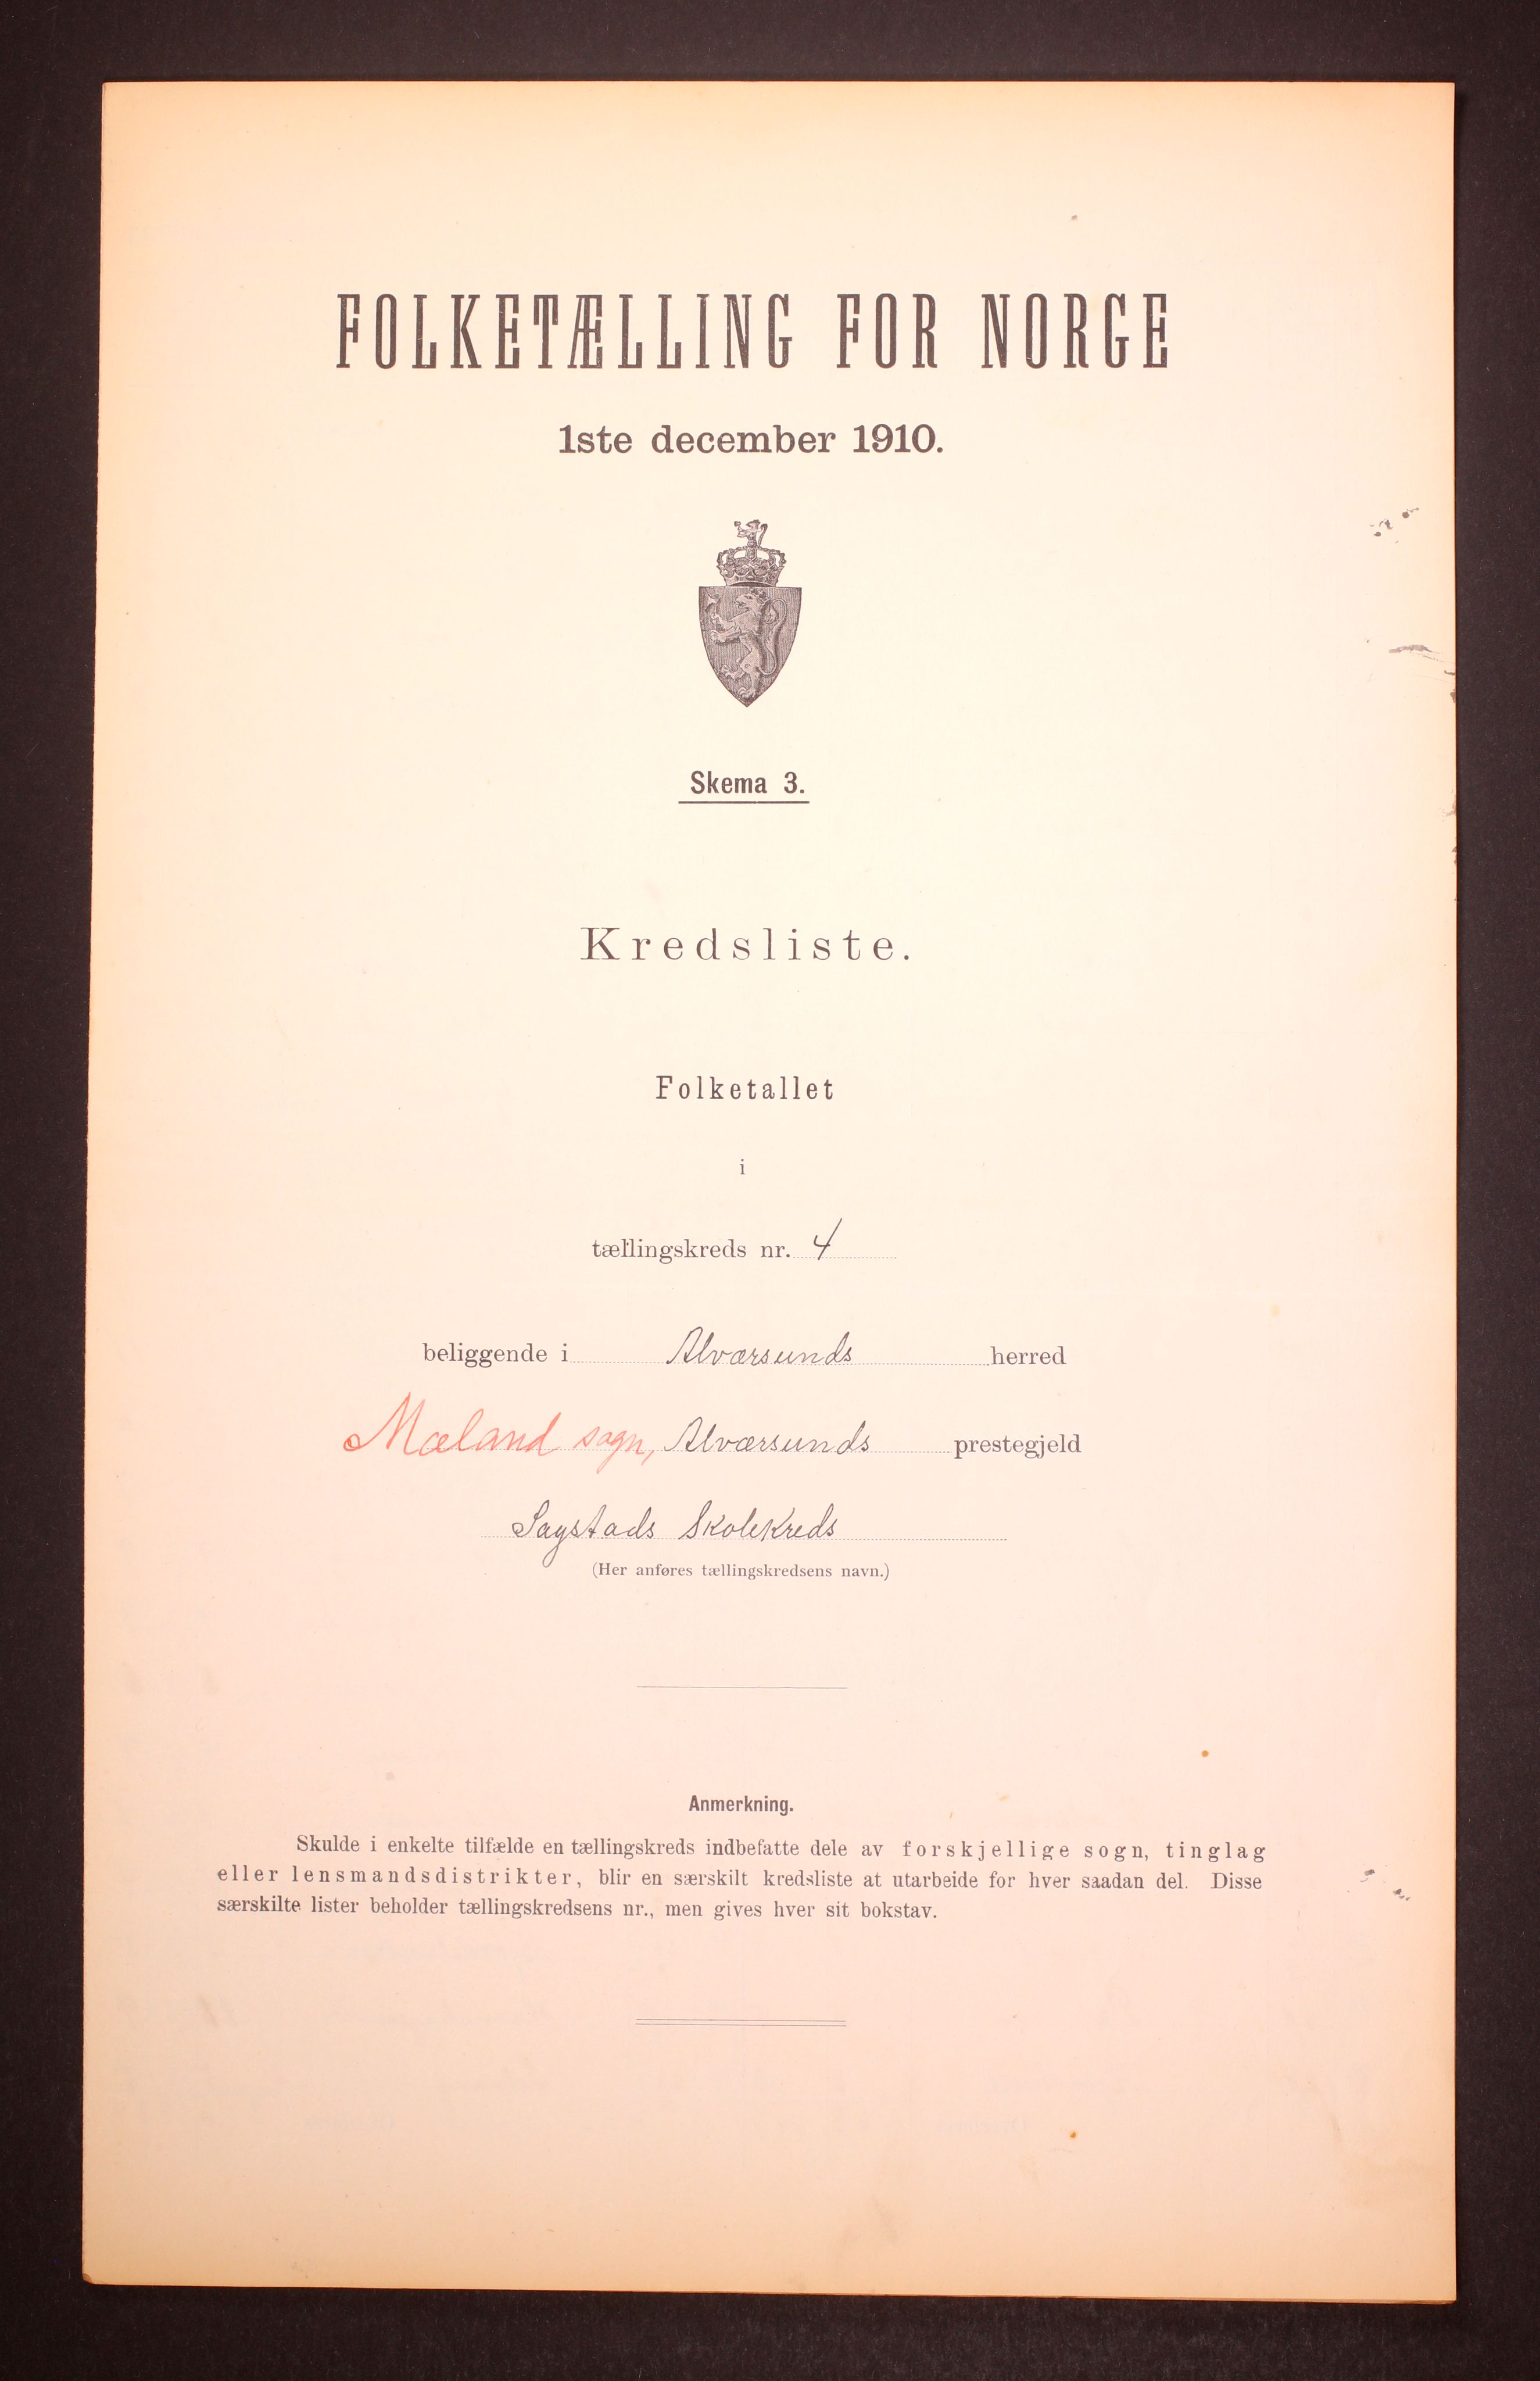 FOLKETÆLLING FOR NORGE
1ste december 1910.
Skema 3.
Kredsliste.
Folketallet
i
tællingskreds nr. 4
beliggende i Alværsunds herred
Mæland sogn, Alværsunds prestegjeld
Sagstads Skolekreds
(Her anføres tællingskredsens navn.)
Anmerkning.
Skulde i enkelte tilfælde en tællingskreds indbefatte dele av forskjellige sogn, tinglag
eller lensmandsdistrikter, blir en særskilt kredsliste at utarbeide for hver saadan del. Disse
særskilte lister beholder tællingskredsens nr., men gives hver sit bokstav.